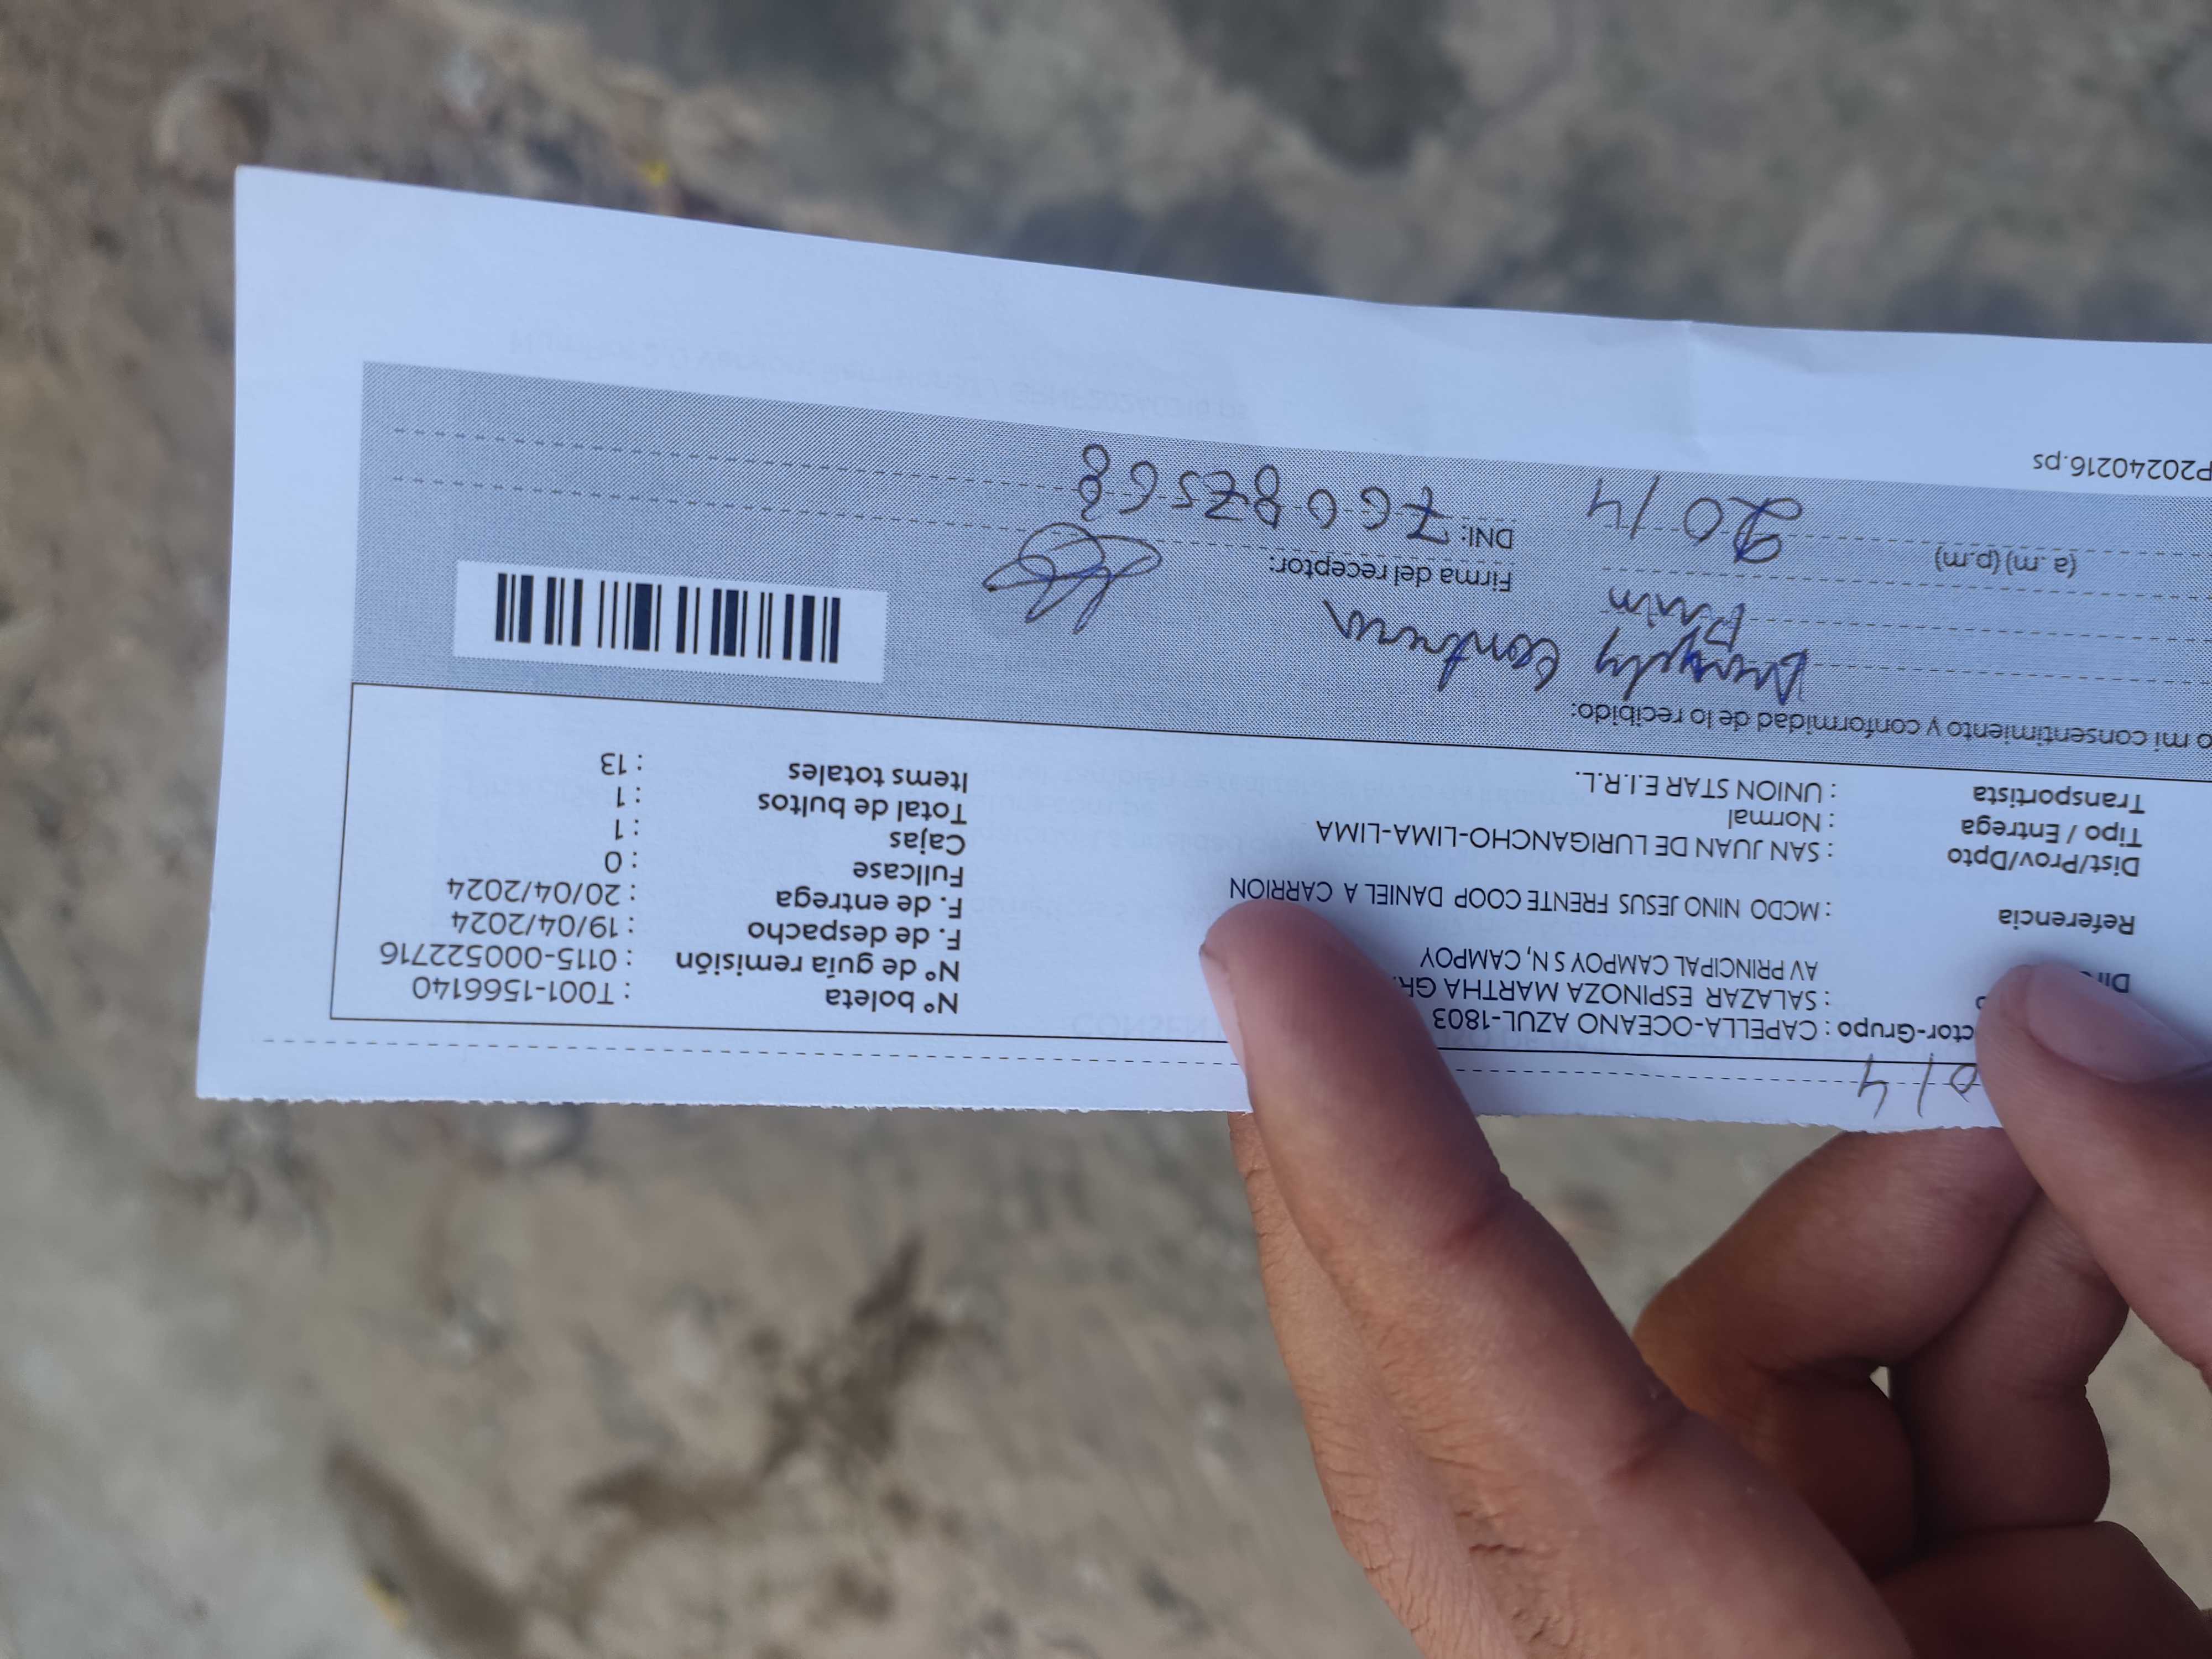 0/4
ctor-Grupo : CAPELLA-OCEANO AZUL-1803
: SALAZAR ESPINOZA MARTHA GR
AV PRINCIPAL CAMPOY S N, CAMPOY
Referencia : MCDO NINO JESUS FRENTE COOP DANIEL A CARRION
Dist/Prov/Dpto : SAN JUAN DE LURIGANCHO-LIMA-LIMA
Tipo / Entrega : Normal
Transportista : UNION STAR E.I.R.L.
Nº boleta : T001-1566140
Nº de guía remisión : 0115-000522716
F. de despacho : 19/04/2024
F. de entrega : 20/04/2024
Fullcase : 0
Cajas : 1
Total de bultos : 1
Items totales : 13
o mi consentimiento y conformidad de lo recibido:
Contreras
(a.m) (p.m) 20/4
Firma del receptor:
DNI: 76087568
P20240216.ps